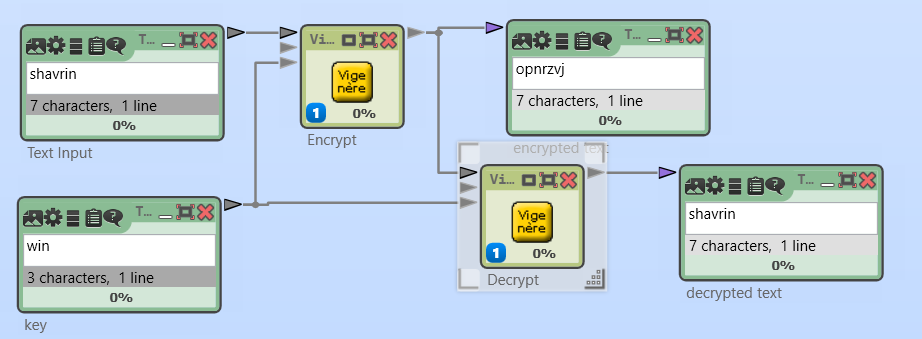 T...
Vi...
T...
shavrin
Vige
nère
opnrzvj
7 characters, 1 line
1
0%
7 characters, 1 line
0%
0%
Text Input
Encrypt
encrypted text
Vi...
T...
T...
Vige
nère
shavrin
win
7 characters, 1 line
1
0%
3 characters, 1 line
0%
0%
Decrypt
decrypted text
key